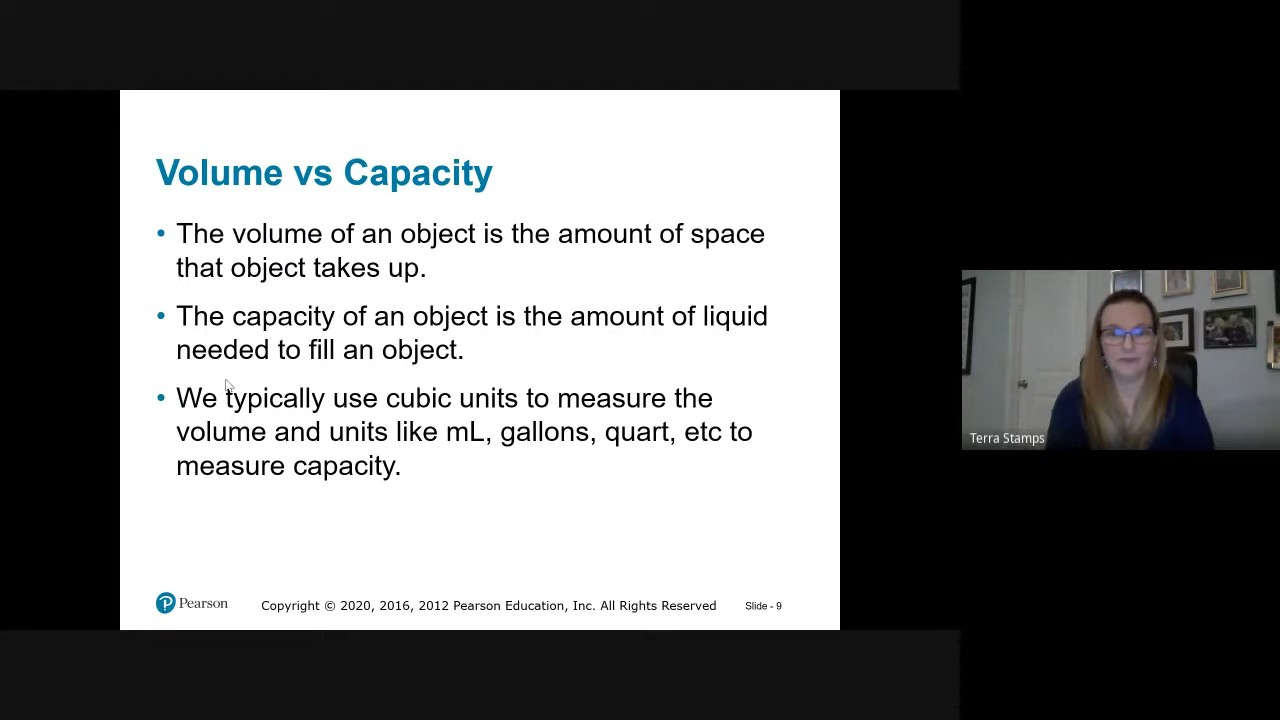 Volume vs Capacity
• The volume of an object is the amount of space
that object takes up.
• The capacity of an object is the amount of liquid
needed to fill an object.
• We typically use cubic units to measure the
volume and units like mL, gallons, quart, etc to
measure capacity.
P Pearson
Copyright © 2020, 2016, 2012 Pearson Education, Inc. All Rights Reserved
Slide - 9
Terra Stamps